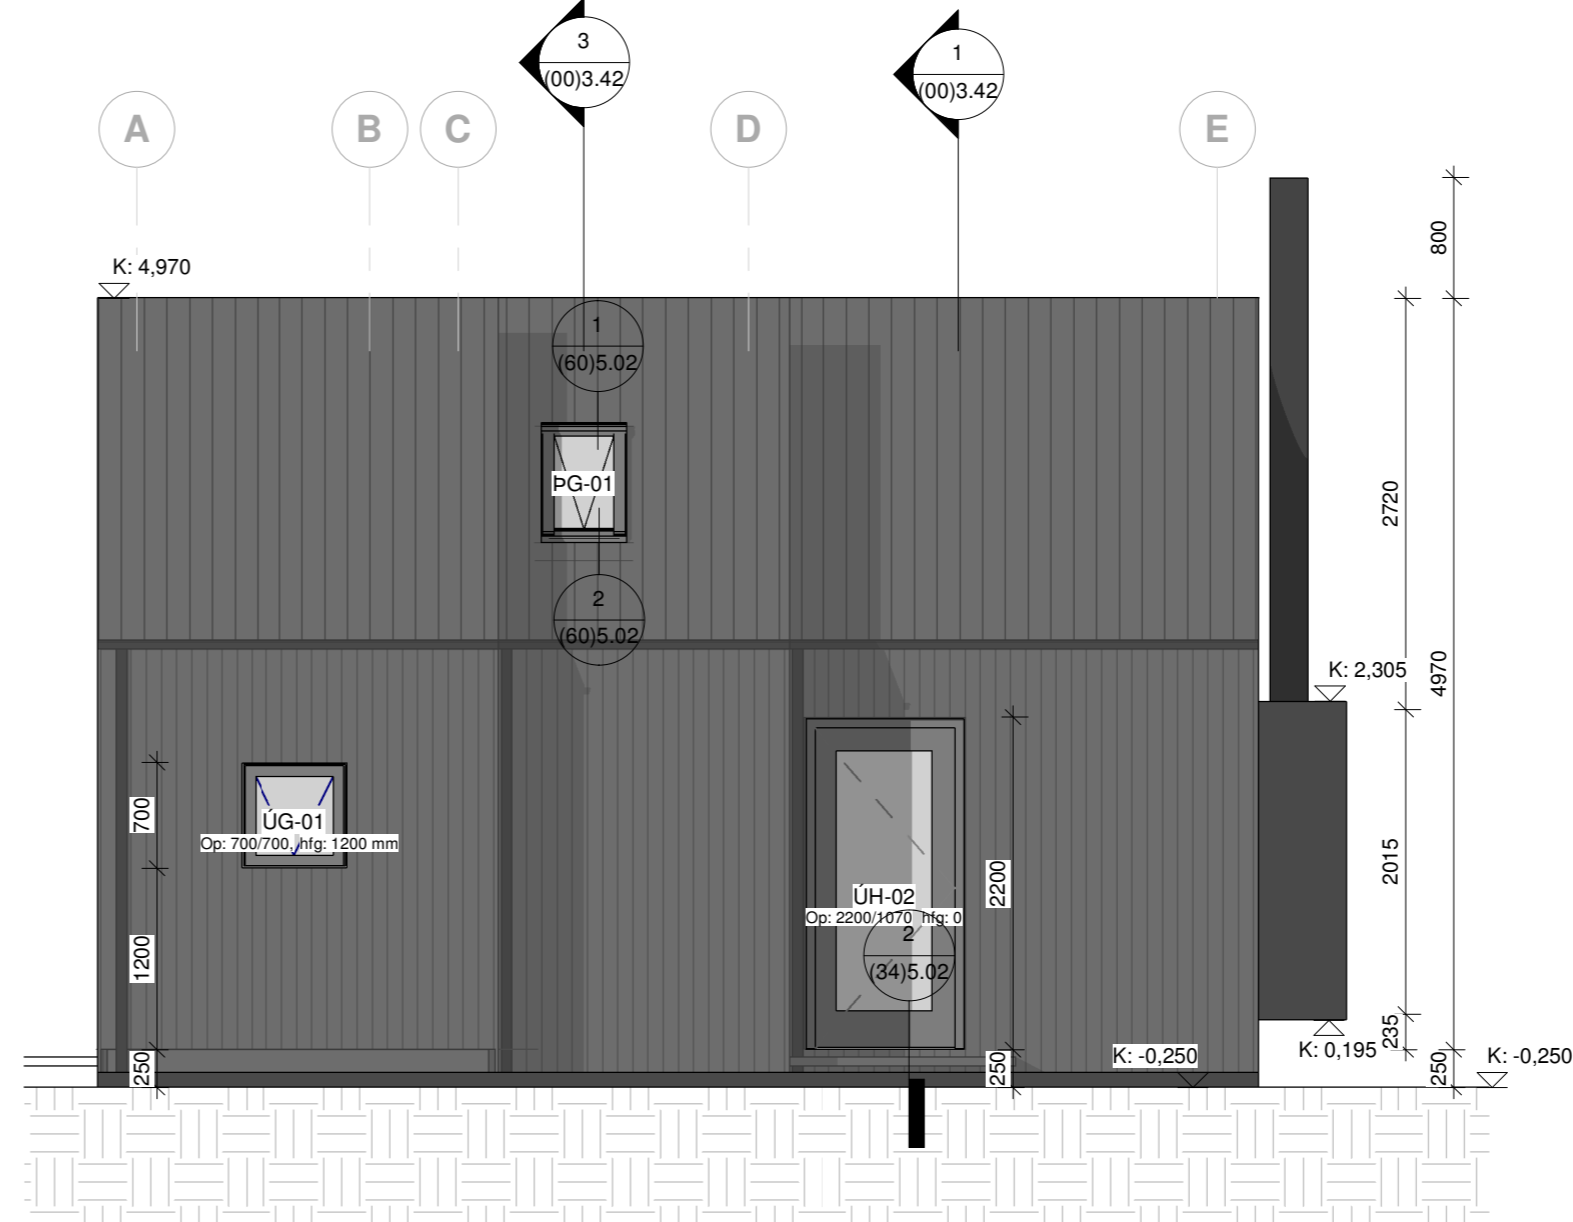 3
(00)3.42
1
(00)3.42
A
B
C
D
E
800
K: 4,970
1
(60)5.02
ÞG-01
2720
2
(60)5.02
K: 2,305
4970
700
ÚG-01
Op: 700/700, hfg: 1200 mm
2200
2015
ÚH-02
Op: 2200/1070 hfg: 0
2
(34)5.02
1200
235
K: 0,195
K: -0,250
K: -0,250
250
250
250